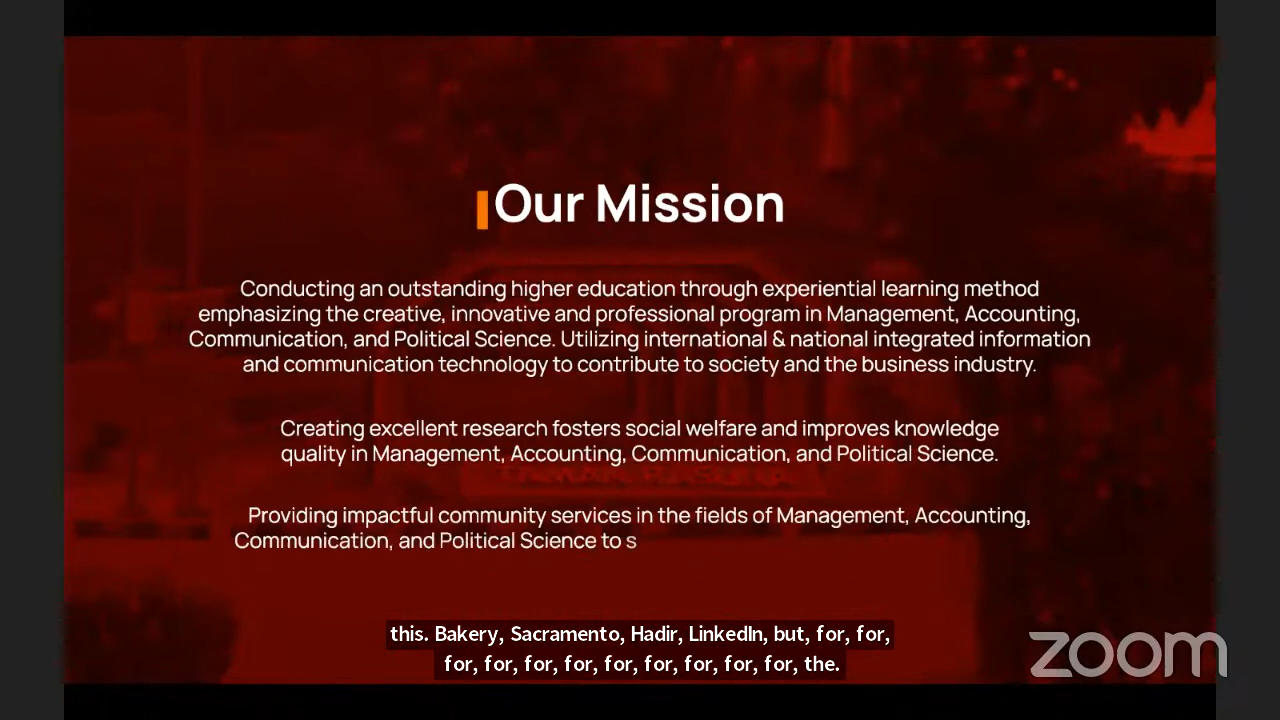 Our Mission
Conducting an outstanding higher education through experiential learning method
emphasizing the creative, innovative and professional program in Management, Accounting,
Communication, and Political Science. Utilizing international & national integrated information
and communication technology to contribute to society and the business industry.
Creating excellent research fosters social welfare and improves knowledge
quality in Management, Accounting, Communication, and Political Science.
Providing impactful community services in the fields of Management, Accounting,
Communication, and Political Science to s
this. Bakery, Sacramento, Hadir, LinkedIn, but, for, for,
for, for, for, for, for, for, for, for, for, the.
zoom